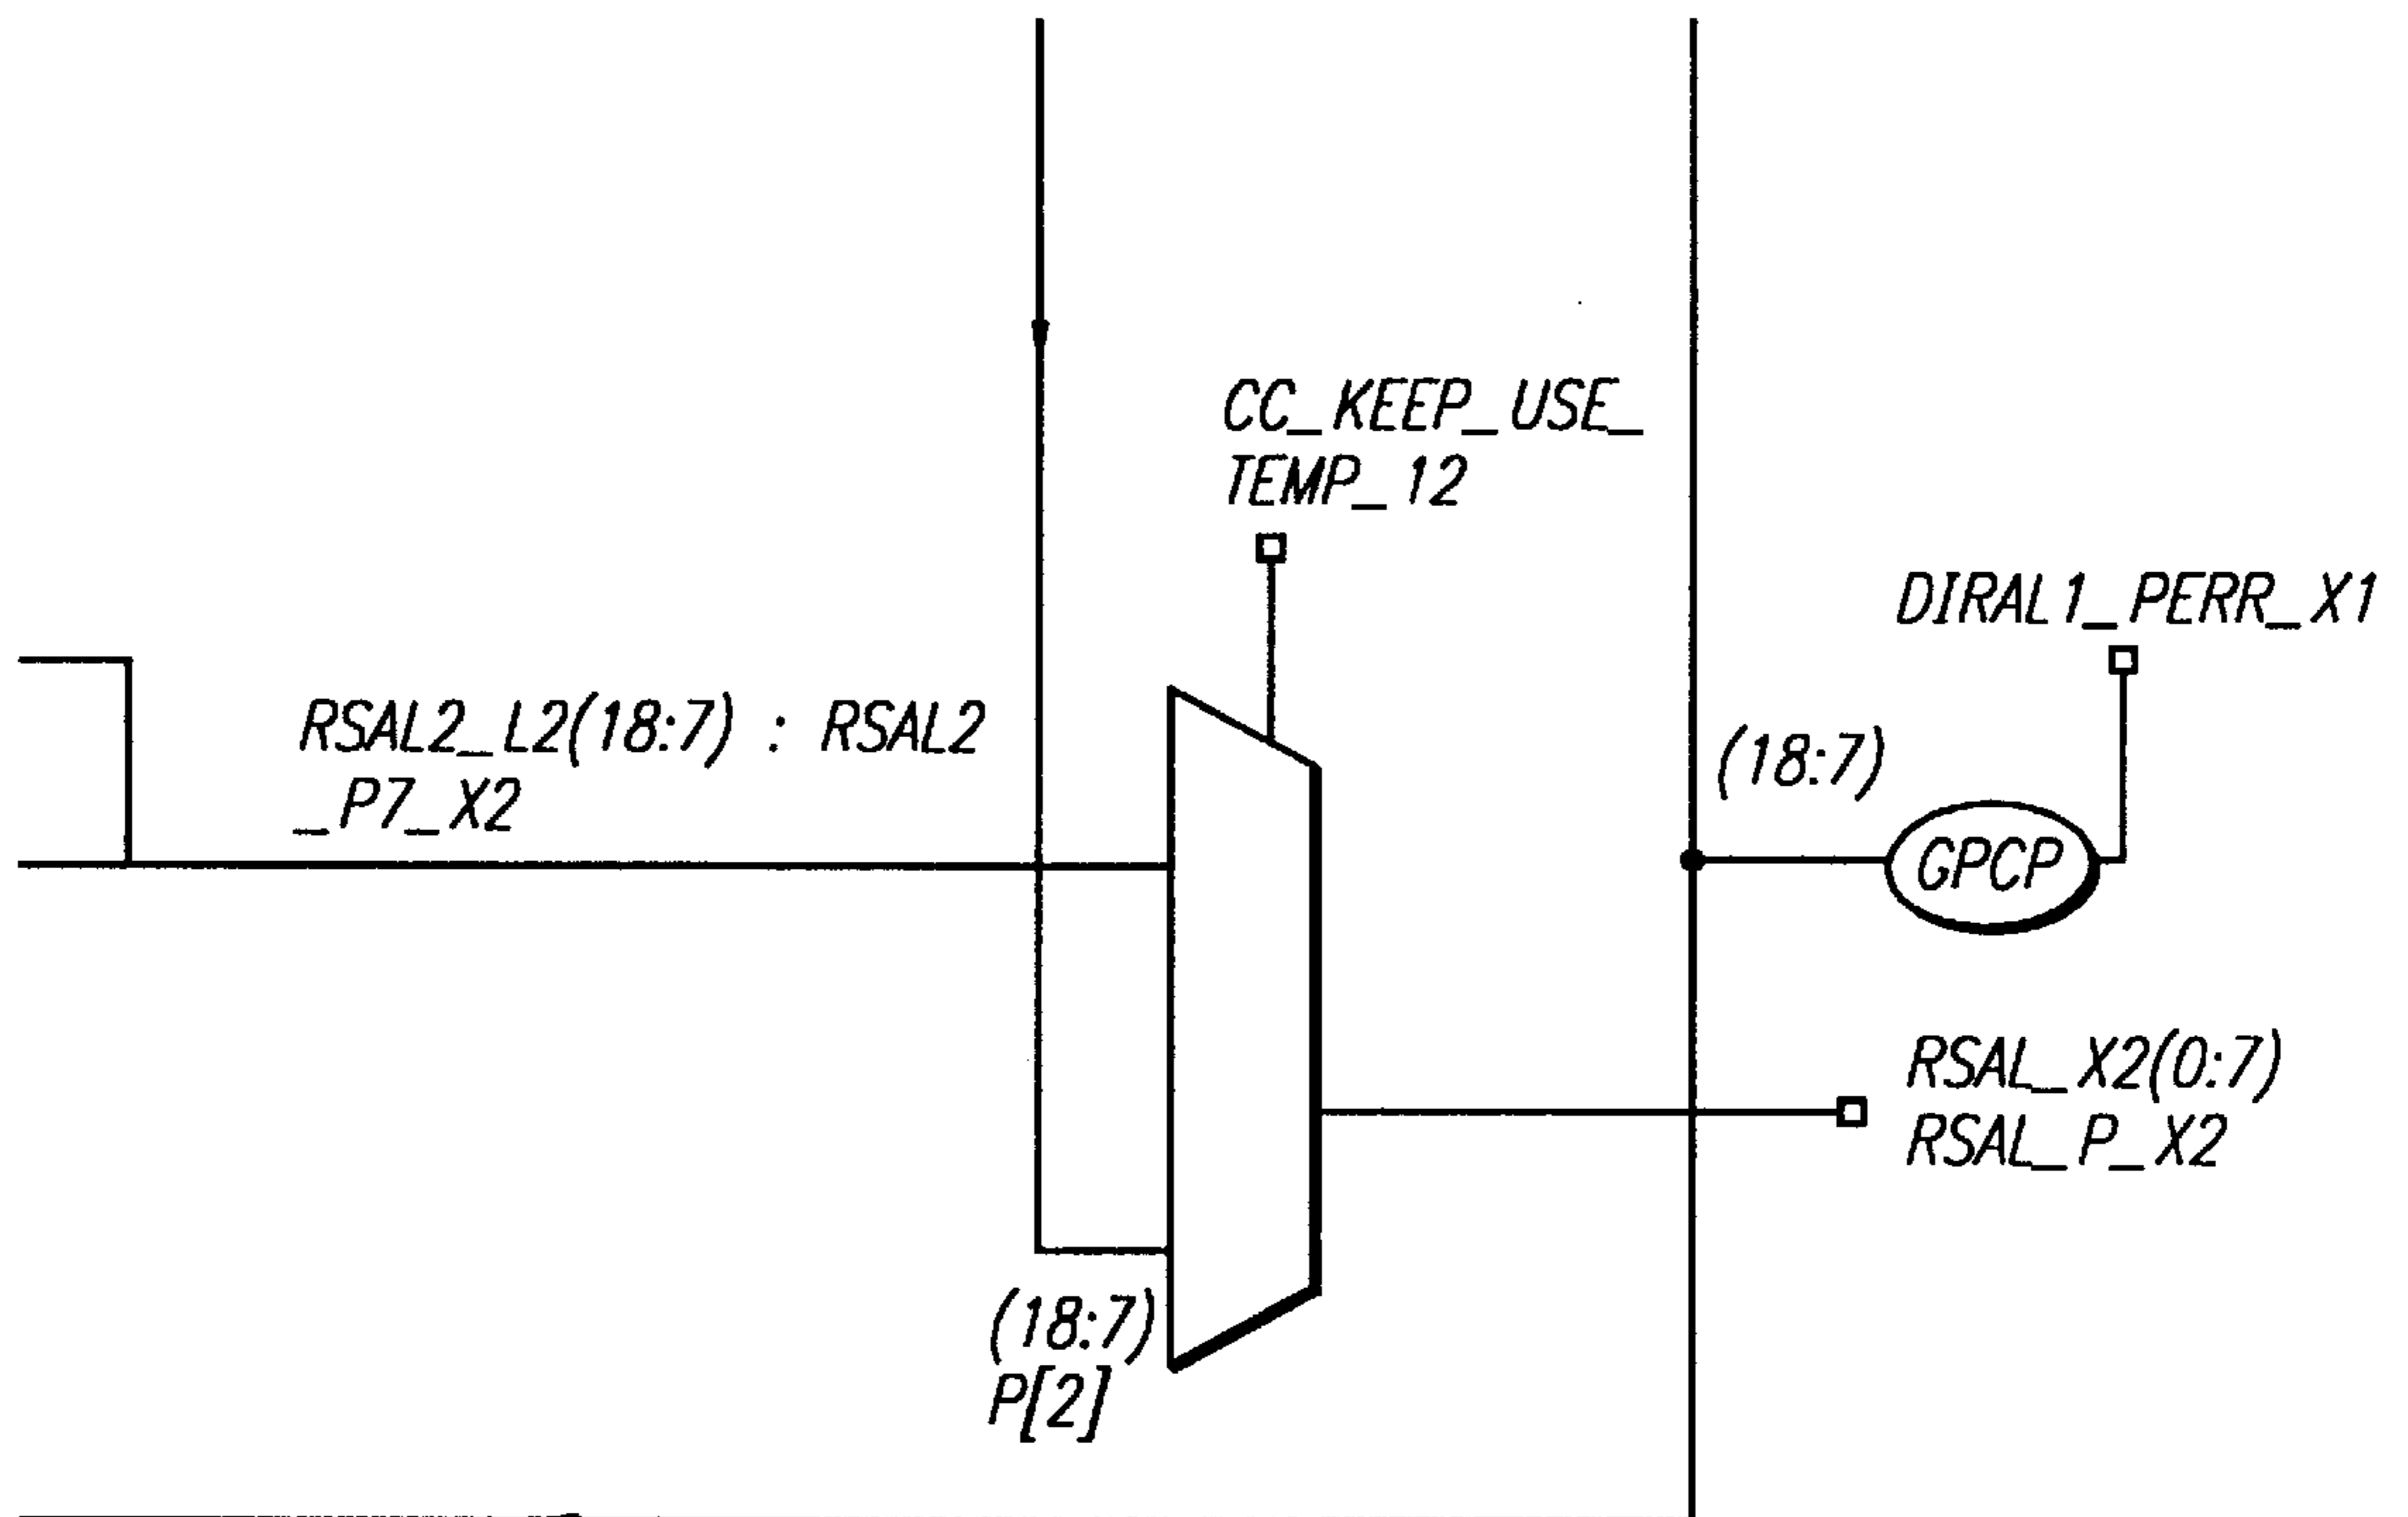 CC_KEEP_USE_
TEMP_12
DIRAL1_PERR_X1
RSAL2_L2(18:7) : RSAL2
_P7_X2
(18:7)
GPCP
RSAL_X2(0:7)
RSAL_P_X2
(18:7)
P[2]